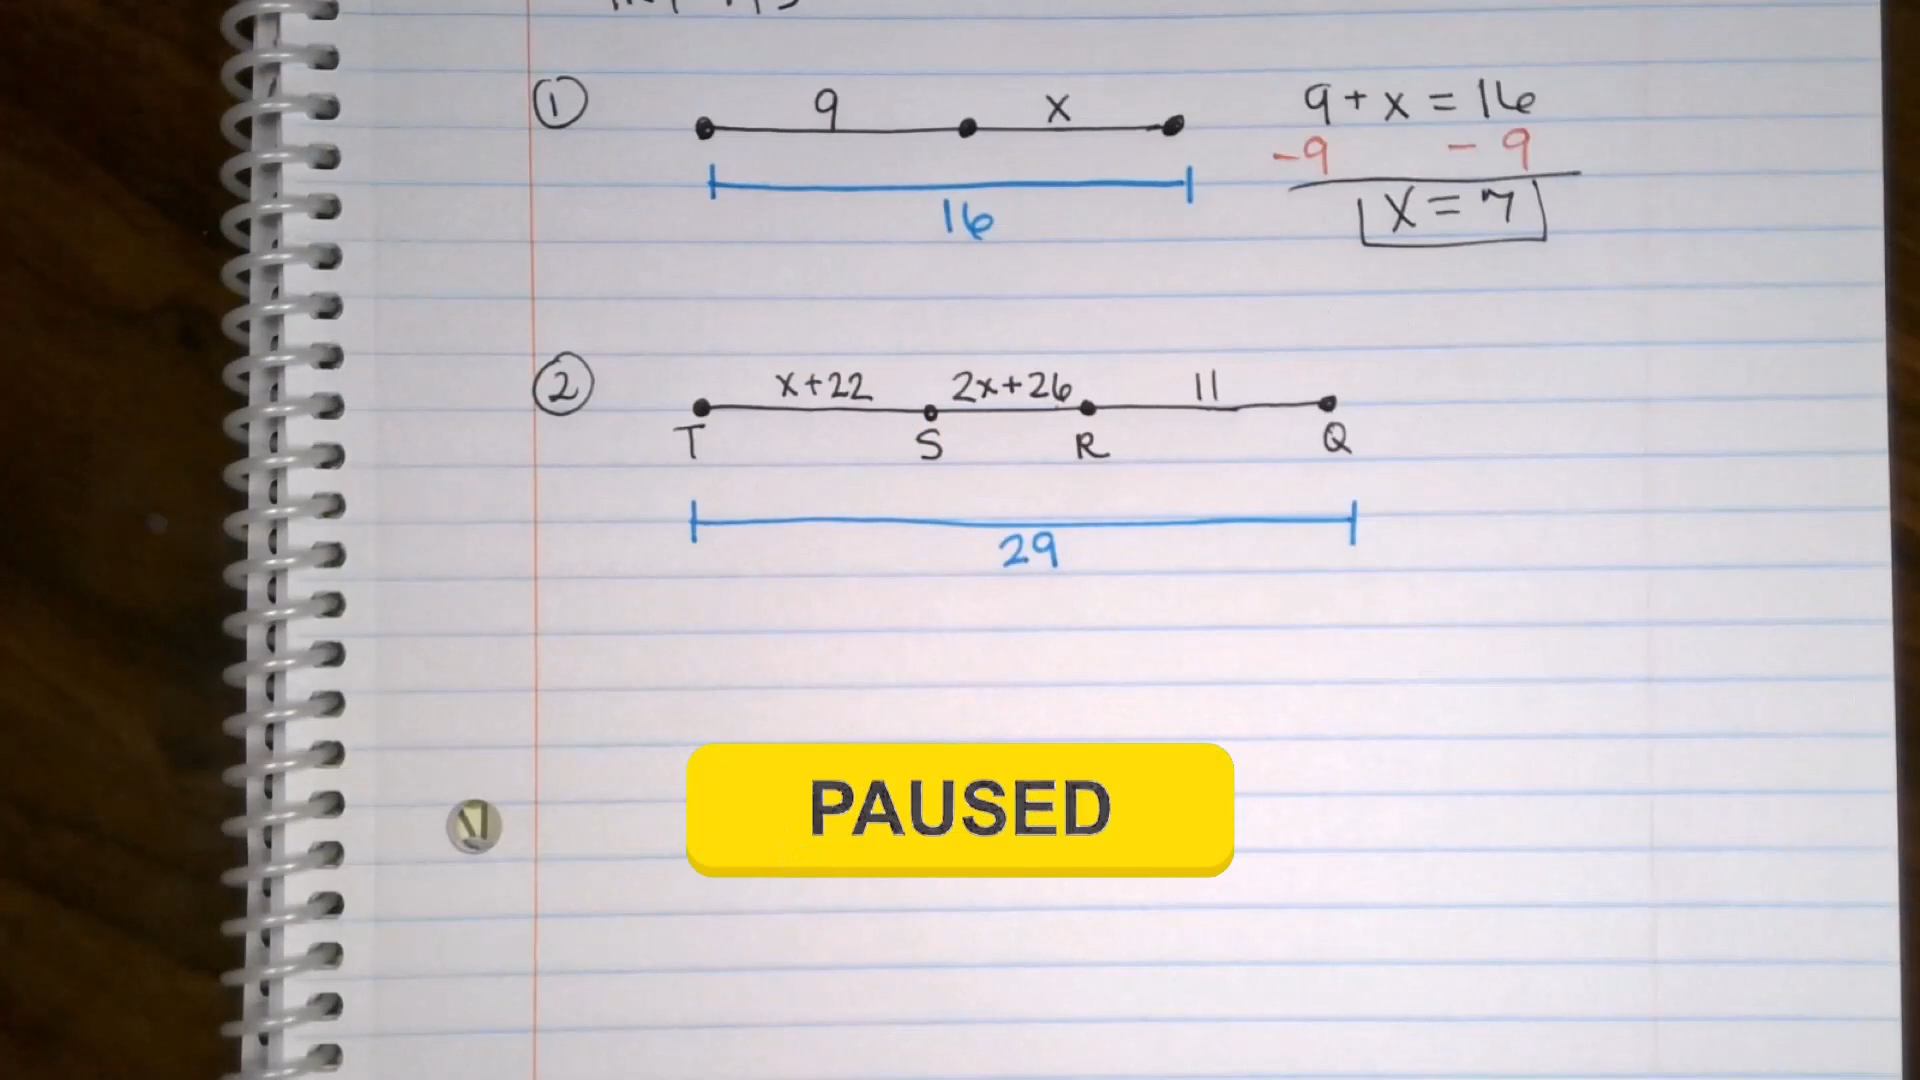 ① 9 x 9 + x = 16
-9 - 9
16 x = 7
② x+22 2x+26 11
T S R Q
29
PAUSED